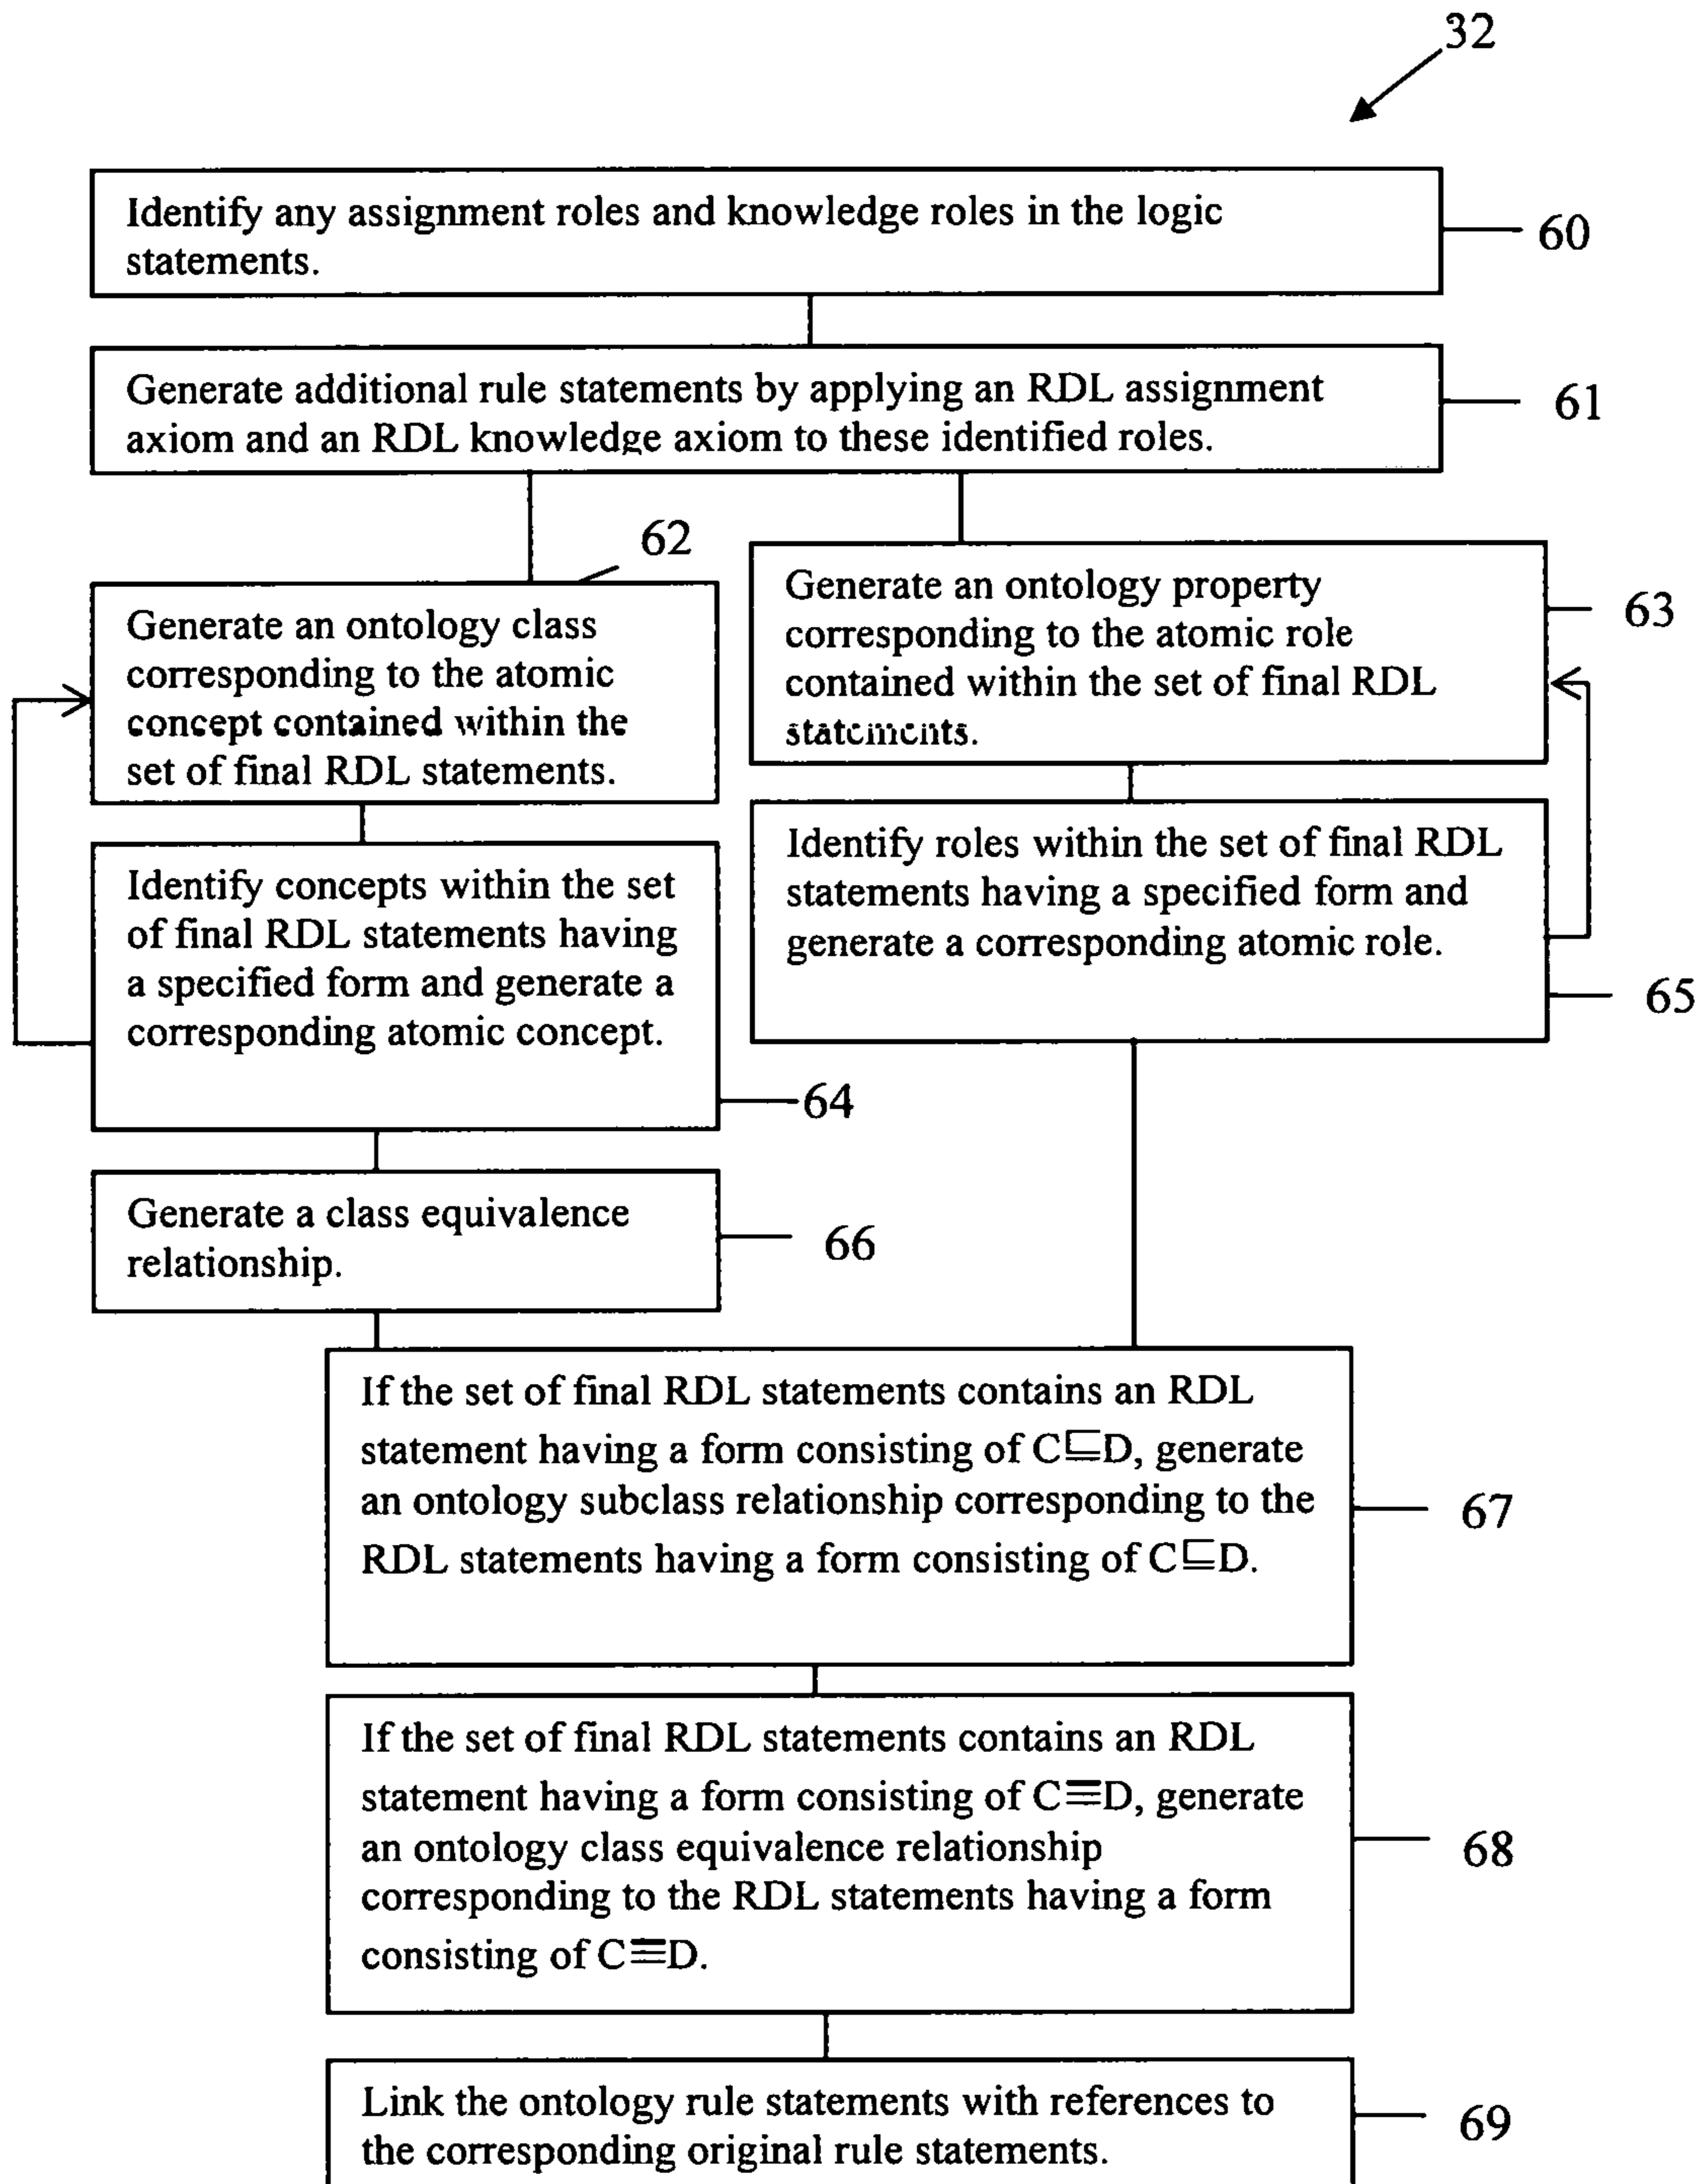 32
Identify any assignment roles and knowledge roles in the logic
statements.
60
Generate additional rule statements by applying an RDL assignment
axiom and an RDL knowledge axiom to these identified roles.
61
62
Generate an ontology class
corresponding to the atomic
concept contained within the
set of final RDL statements.
Generate an ontology property
corresponding to the atomic role
contained within the set of final RDL
statements.
63
Identify concepts within the set
of final RDL statements having
a specified form and generate a
corresponding atomic concept.
64
Identify roles within the set of final RDL
statements having a specified form and
generate a corresponding atomic role.
65
Generate a class equivalence
relationship.
66
If the set of final RDL statements contains an RDL
statement having a form consisting of C⊑D, generate
an ontology subclass relationship corresponding to the
RDL statements having a form consisting of C⊑D.
67
If the set of final RDL statements contains an RDL
statement having a form consisting of C≡D, generate
an ontology class equivalence relationship
corresponding to the RDL statements having a form
consisting of C≡D.
68
Link the ontology rule statements with references to
the corresponding original rule statements.
69